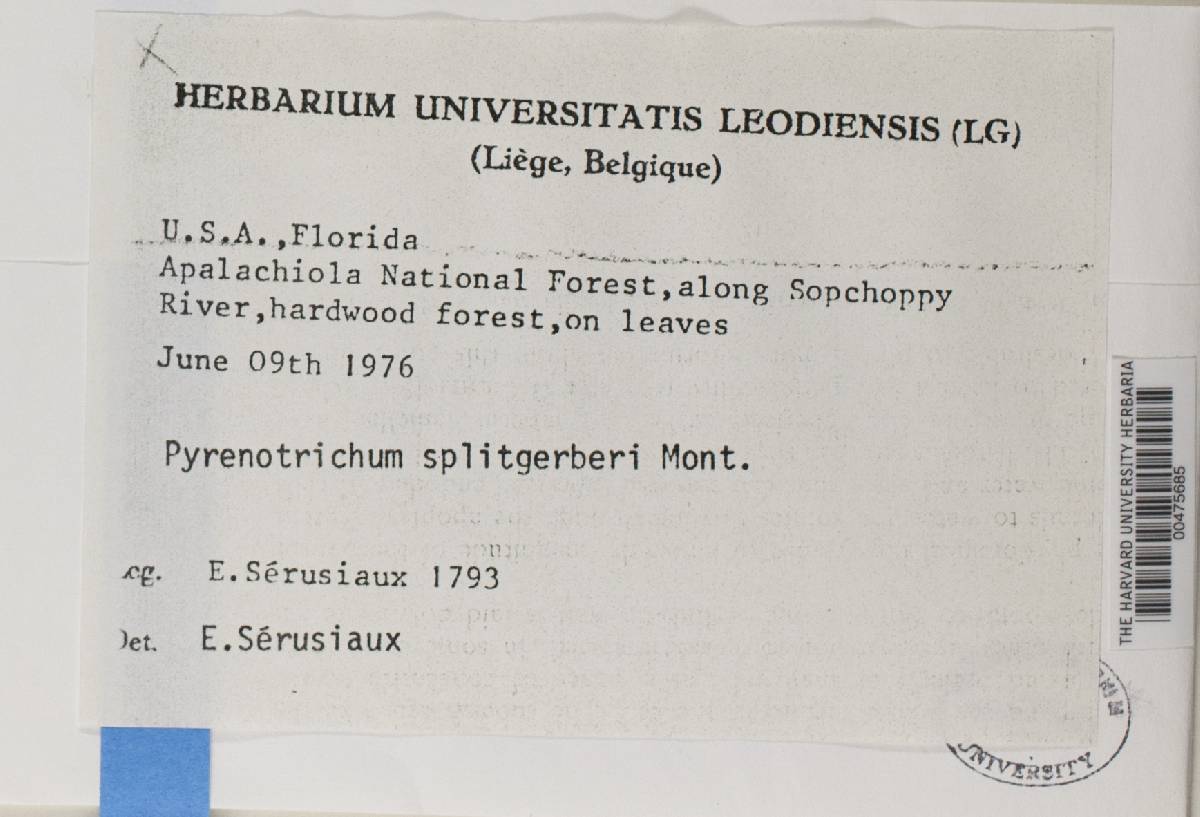 HERBARIUM UNIVERSITATIS LEODIENSIS (LG)
(Liège, Belgique)
U.S.A.,Florida
Apalachiola National Forest,along Sopchoppy
River,hardwood forest,on leaves
June 09th 1976
Pyrenotrichum splitgerberi Mont.
eg. E.Sérusiaux 1793
Det. E.Sérusiaux
THE HARVARD UNIVERSITY HERBARIA
00475685
UNIVERSITY